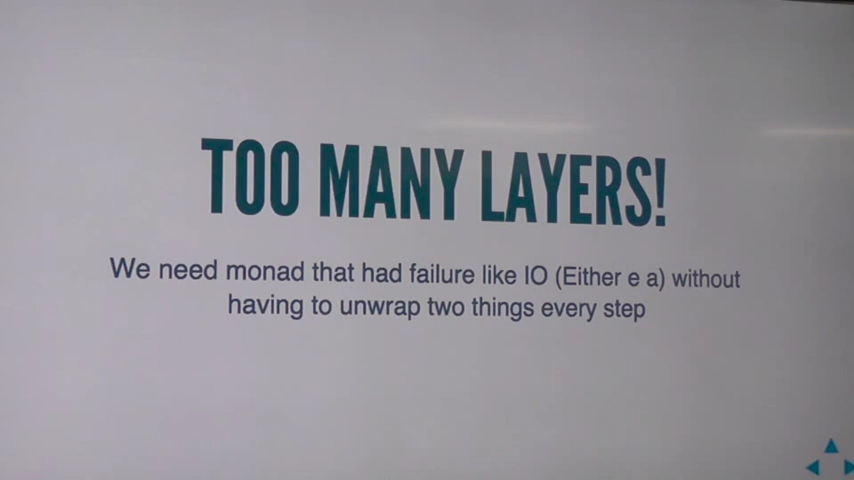 TOO MANY LAYERS!
We need monad that had failure like IO (Either e a) without
having to unwrap two things every step